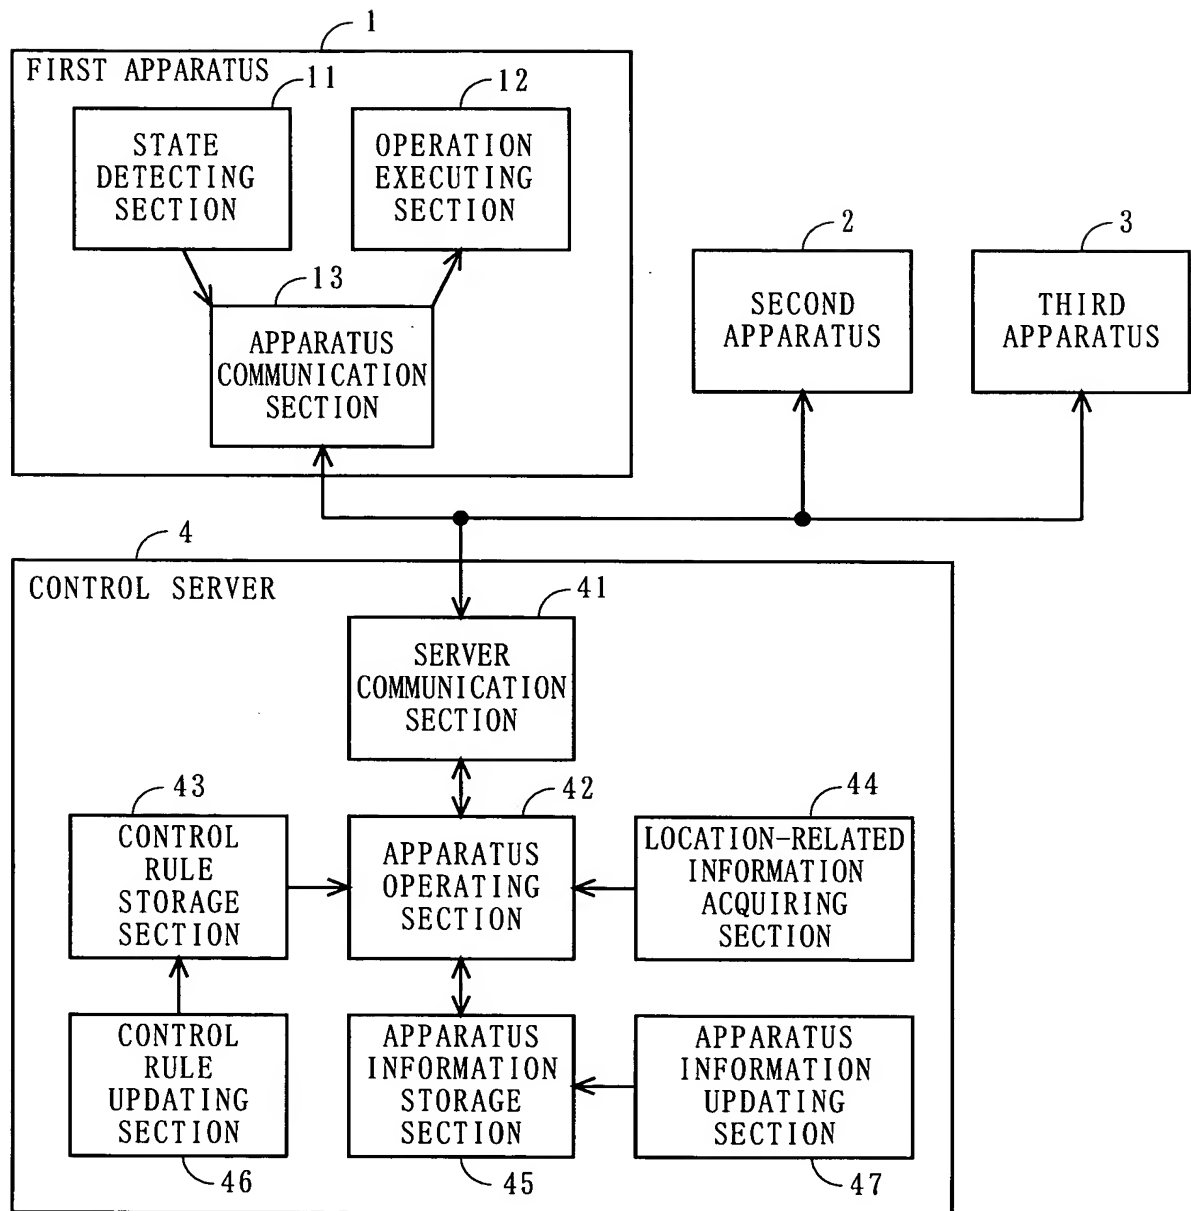 1
FIRST APPARATUS
11
12
STATE
DETECTING
SECTION
OPERATION
EXECUTING
SECTION
13
APPARATUS
COMMUNICATION
SECTION
2
SECOND
APPARATUS
3
THIRD
APPARATUS
4
CONTROL SERVER
41
SERVER
COMMUNICATION
SECTION
43
CONTROL
RULE
STORAGE
SECTION
42
APPARATUS
OPERATING
SECTION
44
LOCATION-RELATED
INFORMATION
ACQUIRING
SECTION
CONTROL
RULE
UPDATING
SECTION
46
APPARATUS
INFORMATION
STORAGE
SECTION
45
APPARATUS
INFORMATION
UPDATING
SECTION
47